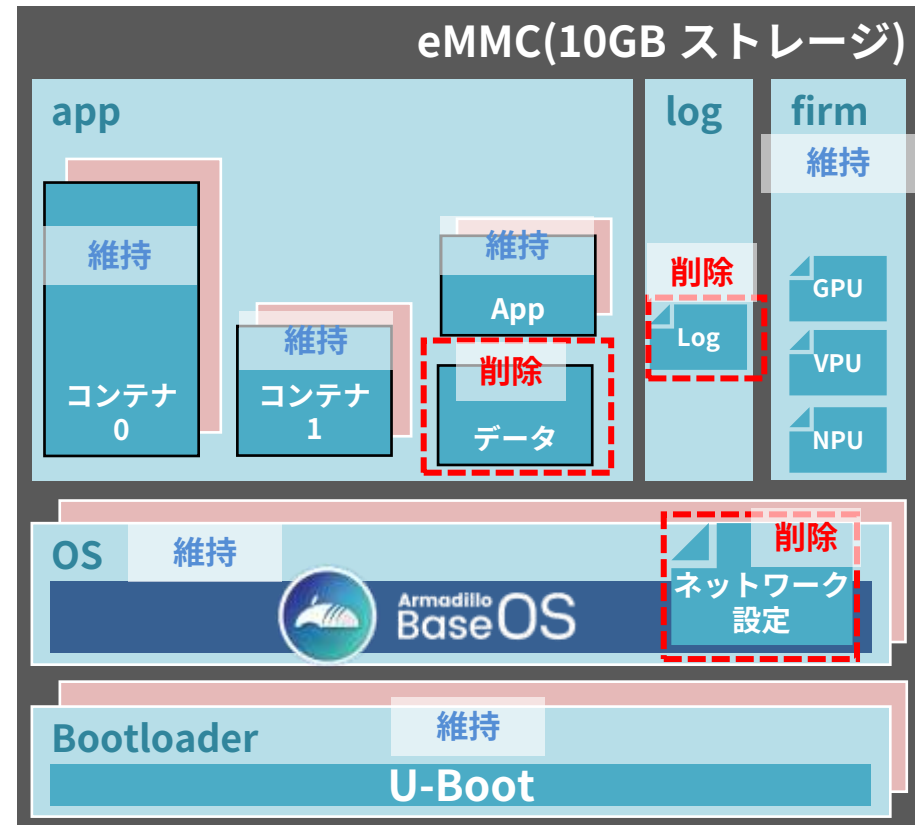 eMMC(10GB ストレージ)
app
維持
コンテナ
0
維持
コンテナ
1
維持
App
削除
データ
log
削除
Log
firm
維持
GPU
VPU
NPU
OS
維持
Armadillo
Base OS
削除
ネットワーク
設定
Bootloader
維持
U-Boot